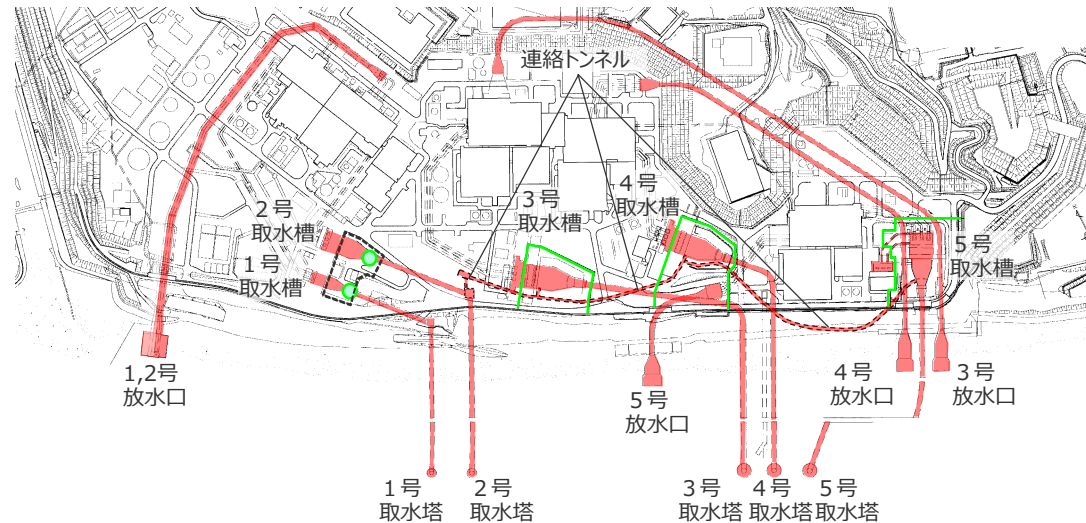 連絡トンネル
2号
取水槽
1号
取水槽
3号
取水槽
4号
取水槽
5号
取水槽
1,2号
放水口
5号
放水口
4号
放水口
3号
放水口
1号
取水塔
2号
取水塔
3号
取水塔
4号
取水塔
5号
取水塔